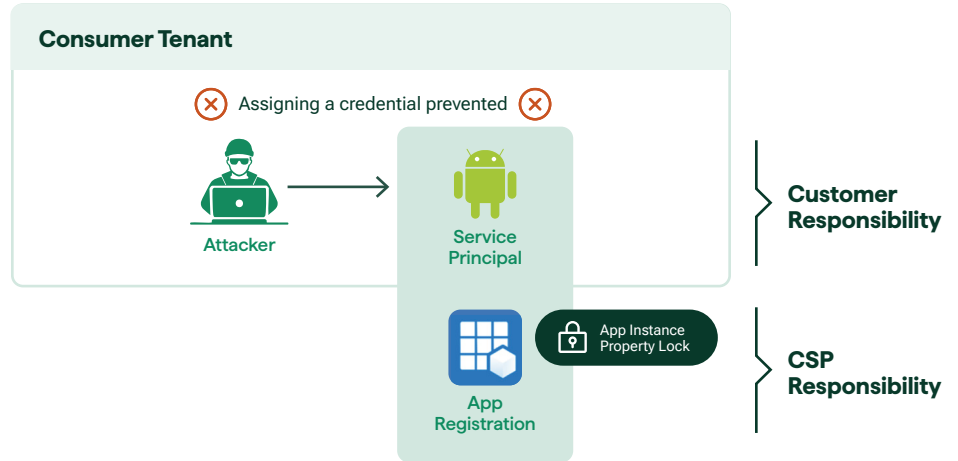 Consumer Tenant
Assigning a credential prevented
Attacker
Service
Principal
Customer
Responsibility
App Instance
Property Lock
App
Registration
CSP
Responsibility